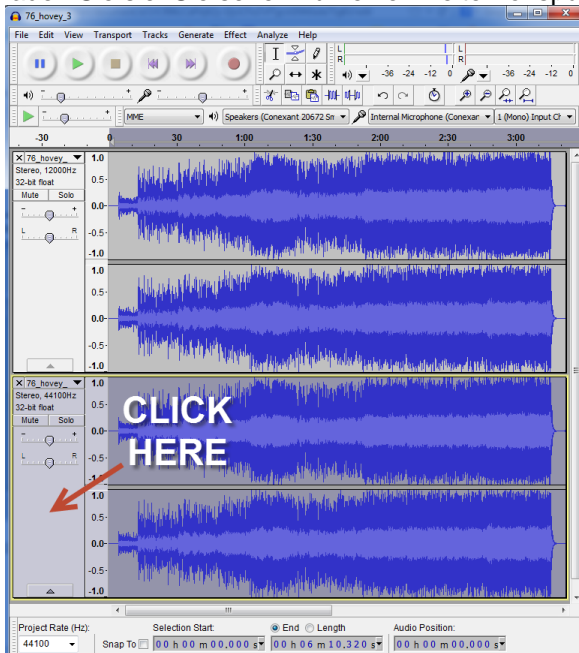 76_hovey_3
File Edit View Transport Tracks Generate Effect Analyze Help
L
R
-36 -24 -12 0
L
R
-36 -24 -12 0
MME
Speakers (Conexant 20672 Sm
Internal Microphone (Conexar
1 (Mono) Input Ch
-30 0 30 1:00 1:30 2:00 2:30 3:00
76_hovey_
Stereo, 12000Hz
32-bit float
Mute Solo
- +
L R
1.0
0.5-
0.0-
-0.5-
-1.0
1.0
0.5-
0.0-
-0.5-
-1.0
76_hovey_
Stereo, 44100Hz
32-bit float
Mute Solo
- +
L R
1.0
0.5-
0.0-
-0.5-
1.0
0.5-
0.0-
-0.5-
-1.0
CLICK
HERE
Project Rate (Hz): Selection Start: End Length Audio Position:
44100 Snap To 00 h 00 m 00,000 s 00 h 06 m 10,320 s 00 h 00 m 00,000 s